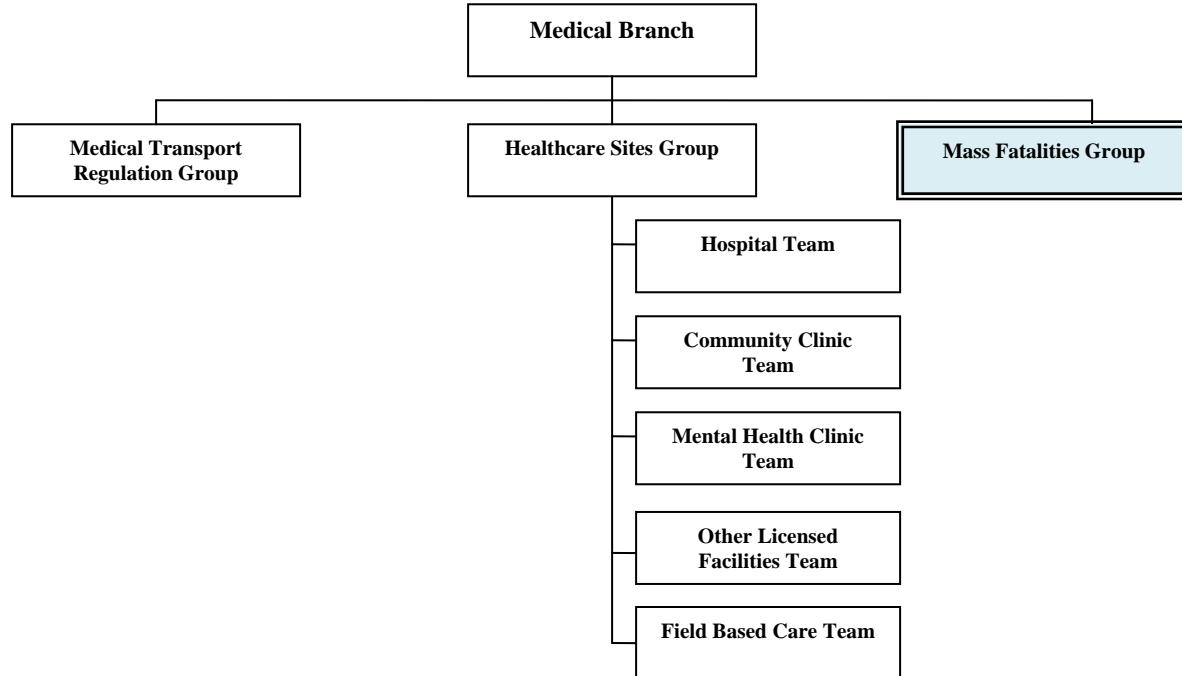 Medical Branch
Medical Transport
Regulation Group
Healthcare Sites Group
Mass Fatalities Group
Hospital Team
Community Clinic
Team
Mental Health Clinic
Team
Other Licensed
Facilities Team
Field Based Care Team